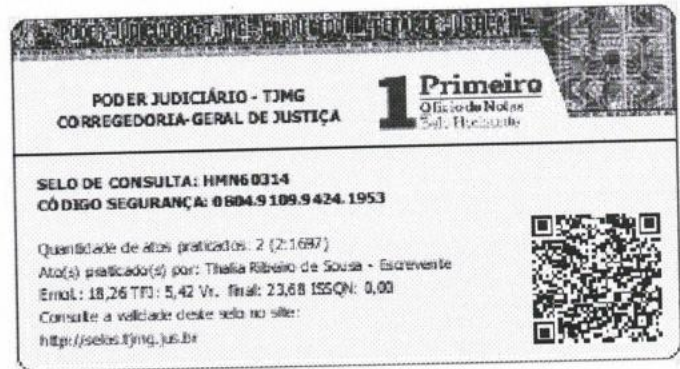 PODER JUDICIÁRIO - TJMG
CORREGEDORIA-GERAL DE JUSTIÇA
1 Primeiro
Ofício de Notas
Belo Horizonte
SELO DE CONSULTA: HMN60314
CÓDIGO SEGURANÇA: 0804.9109.9424.1953
Quantidade de atos praticados: 2 (2:1697)
Ato(s) praticado(s) por: Thalia Ribeiro de Sousa - Escrevente
Emol.: 18,26 TFJ: 5,42 Vr. final: 23,68 ISSQN: 0,00
Consulte a validade deste selo no site:
http://selos.tjmg.jus.br